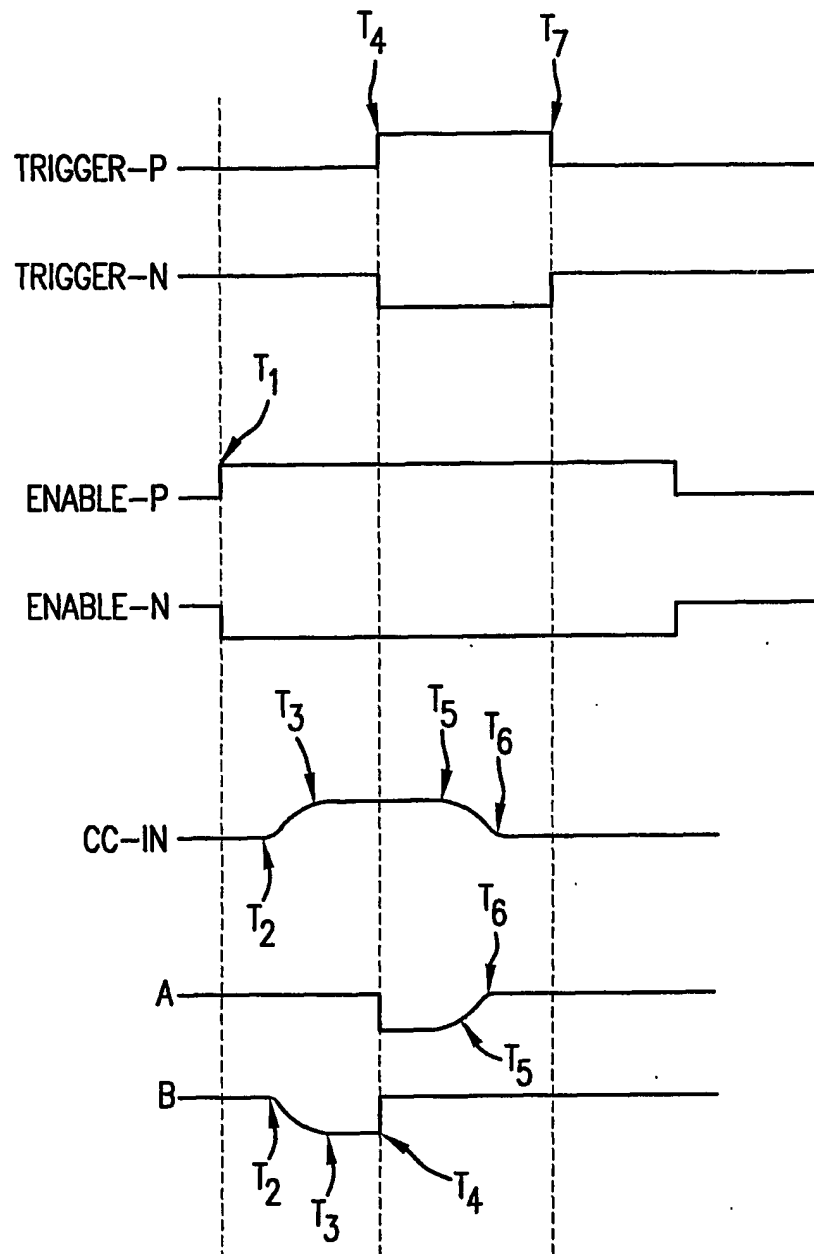 T4
T7
TRIGGER-P
TRIGGER-N
T1
ENABLE-P
ENABLE-N
T3
T5
T6
CC-IN
T2
T6
A
T5
B
T2
T3
T4